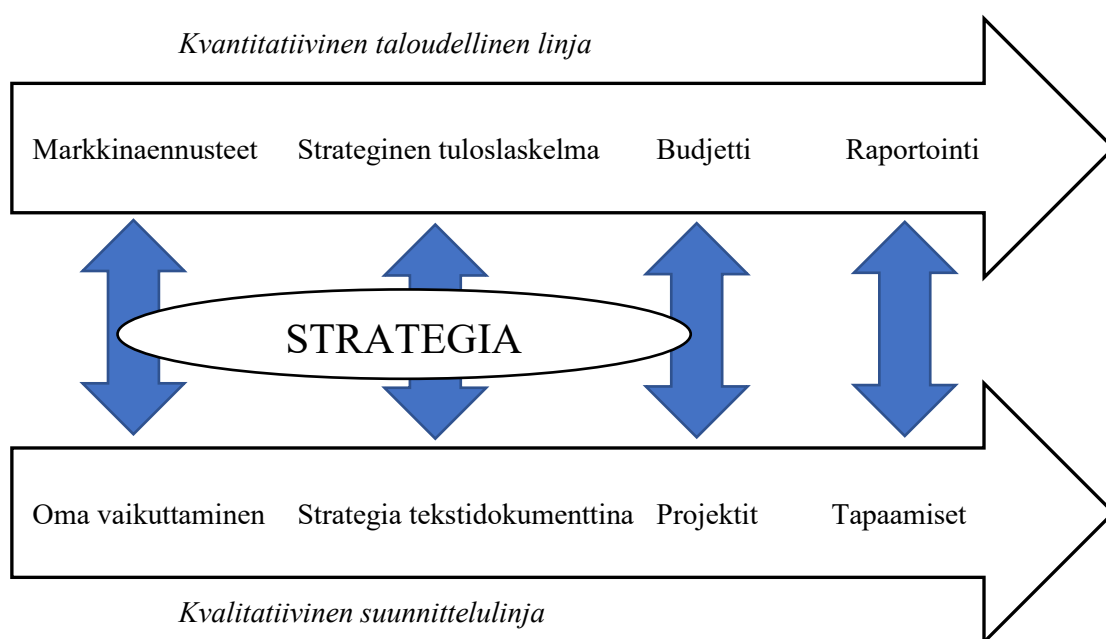 Kvantitatiivinen taloudellinen linja
Markkinaennusteet Strateginen tuloslaskelma Budjetti Raportointi
STRATEGIA
Oma vaikuttaminen Strategia tekstidokumenttina Projektit Tapaamiset
Kvalitatiivinen suunnittelulinja